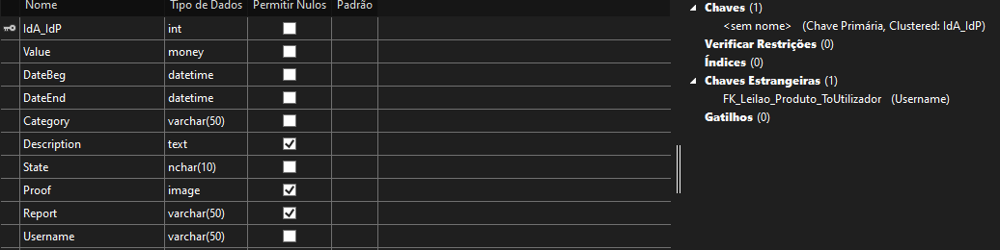 Nome Tipo de Dados Permitir Nulos Padrão
IdA_IdP int
Value money
DateBeg datetime
DateEnd datetime
Category varchar(50)
Description text
State nchar(10)
Proof image
Report varchar(50)
Username varchar(50)
Chaves (1)
<sem nome> (Chave Primária, Clustered: IdA_IdP)
Verificar Restrições (0)
Índices (0)
Chaves Estrangeiras (1)
FK_Leilao_Produto_ToUtilizador (Username)
Gatilhos (0)